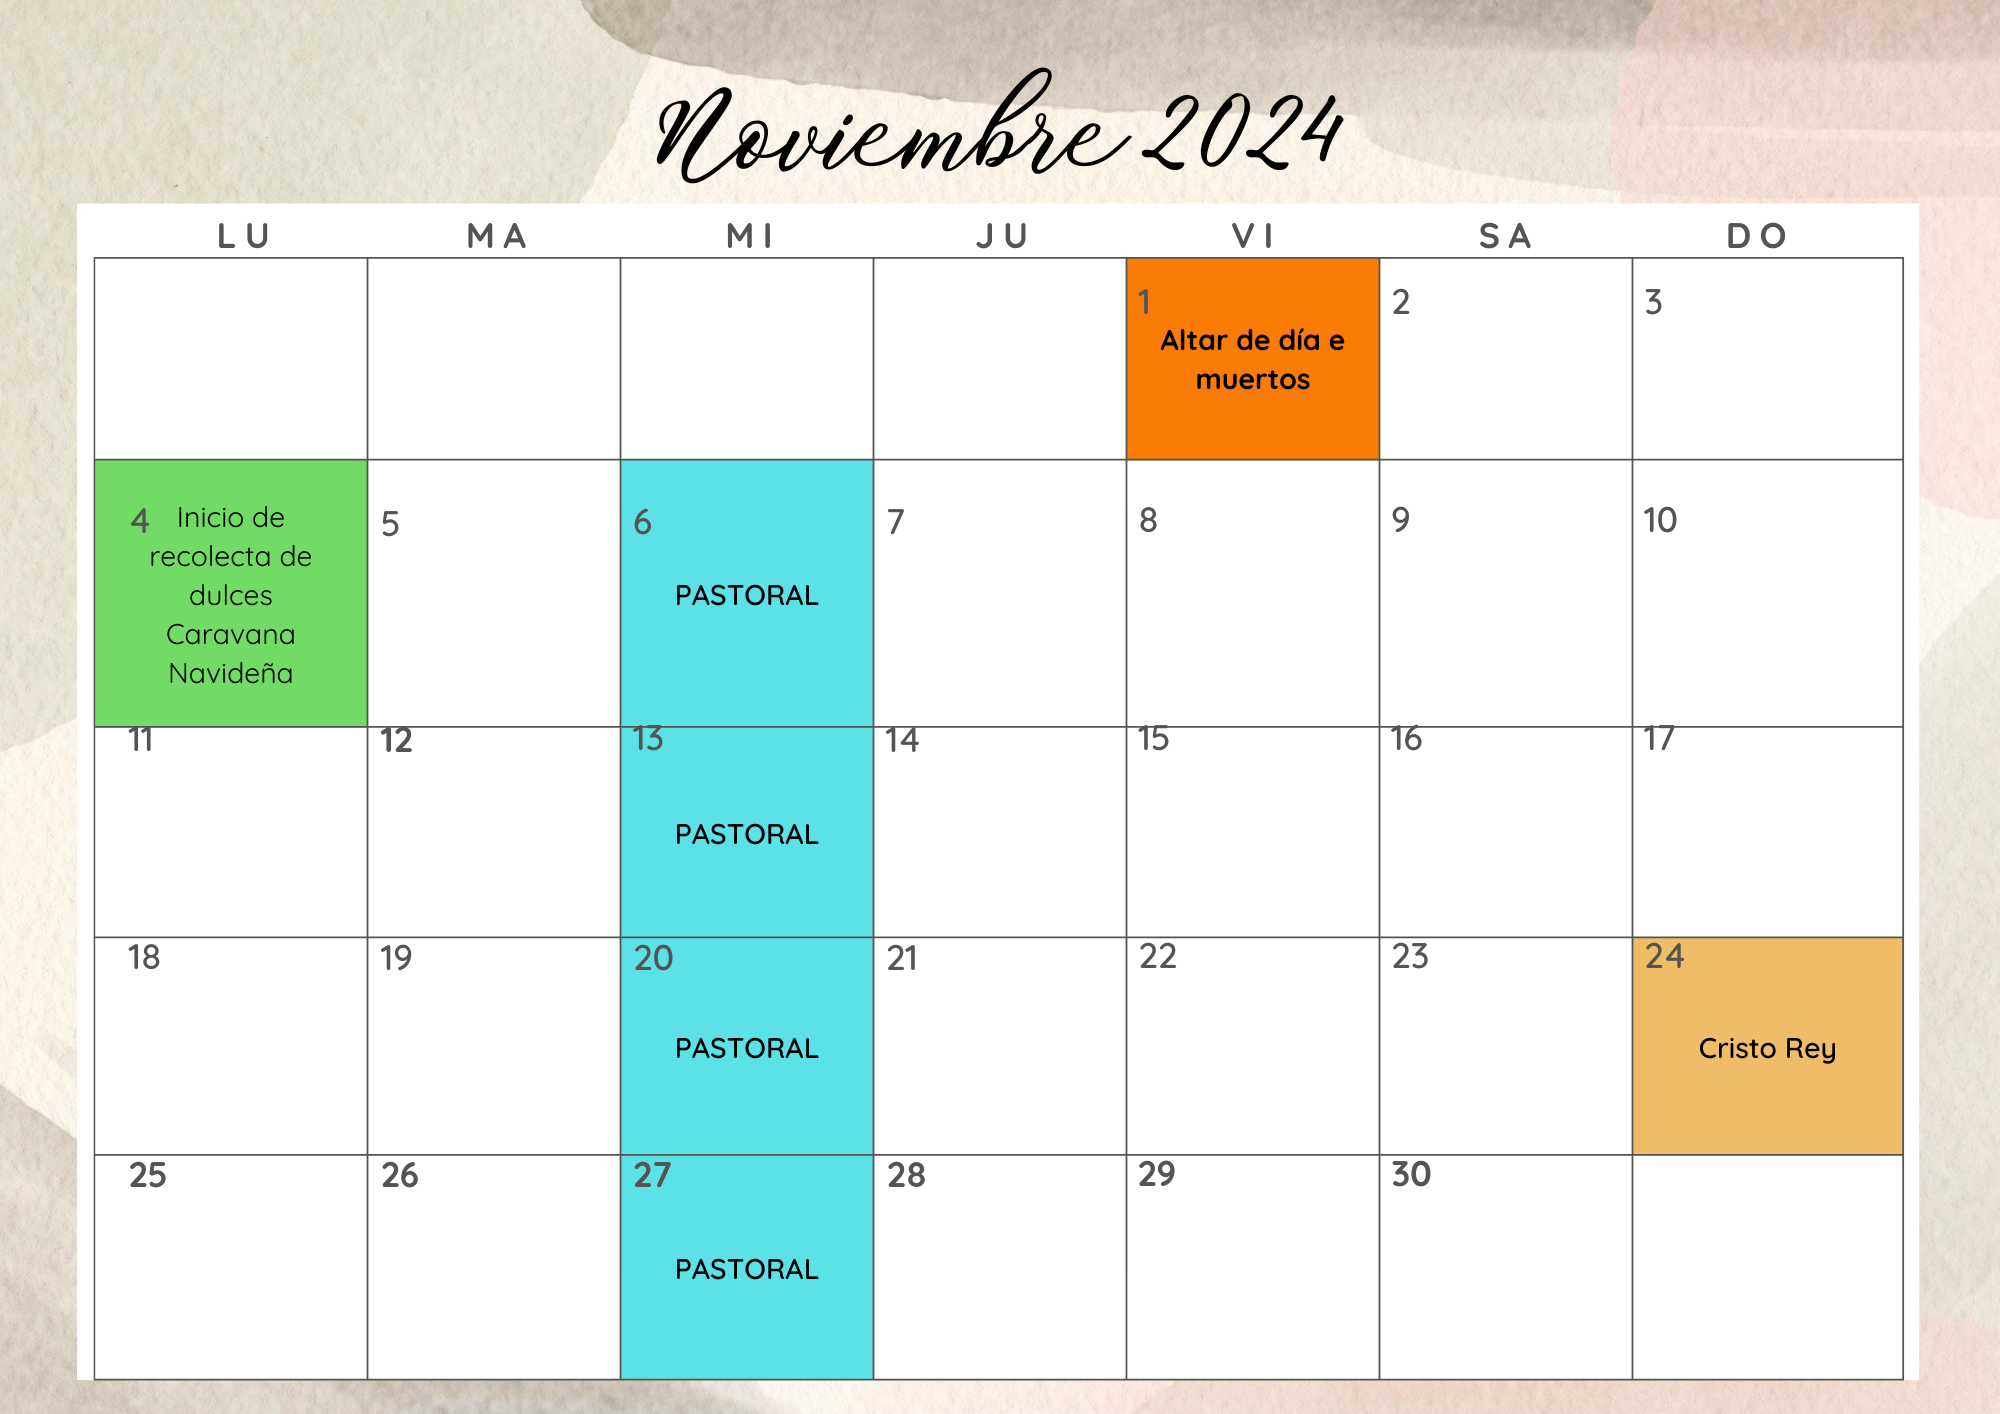 Noviembre 2024
LU MA MI JU VI SA DO
1 2 3
Altar de día e
muertos
4 Inicio de
recolecta de
dulces
Caravana
Navideña
5 6 7 8 9 10
PASTORAL
11 12 13 14 15 16 17
PASTORAL
18 19 20 21 22 23 24
PASTORAL Cristo Rey
25 26 27 28 29 30
PASTORAL